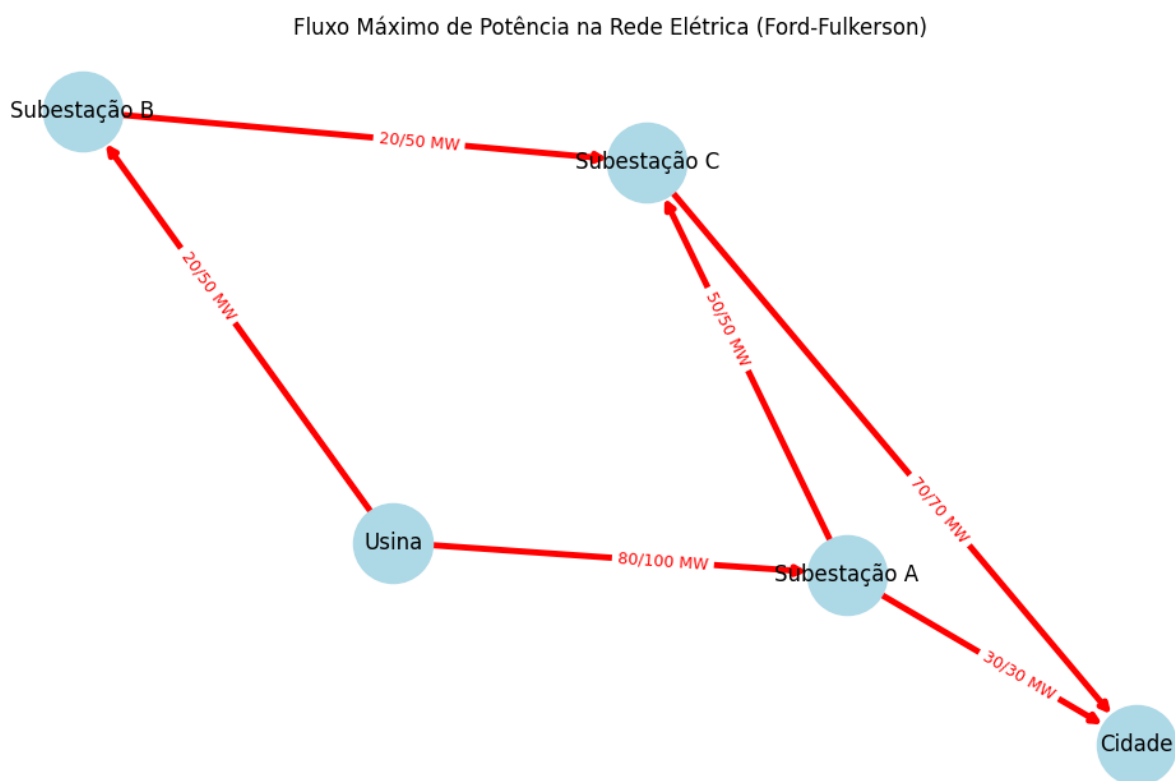 Fluxo Máximo de Potência na Rede Elétrica (Ford-Fulkerson)
Subestação B
20/50 MW
Subestação C
20/50 MW
50/50 MW
70/70 MW
Usina
80/100 MW
Subestação A
30/30 MW
Cidade